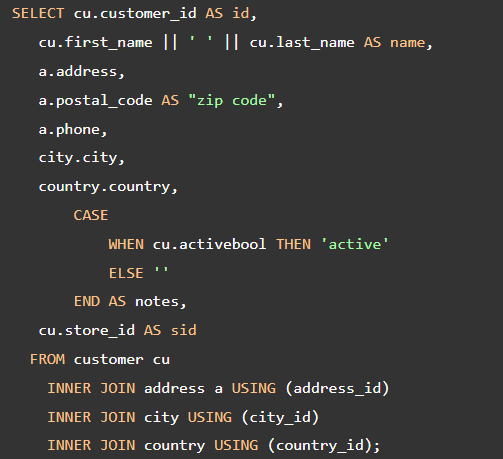 SELECT cu.customer_id AS id,
cu.first_name || ' ' || cu.last_name AS name,
a.address,
a.postal_code AS "zip code",
a.phone,
city.city,
country.country,
CASE
WHEN cu.activebool THEN 'active'
ELSE ''
END AS notes,
cu.store_id AS sid
FROM customer cu
INNER JOIN address a USING (address_id)
INNER JOIN city USING (city_id)
INNER JOIN country USING (country_id);